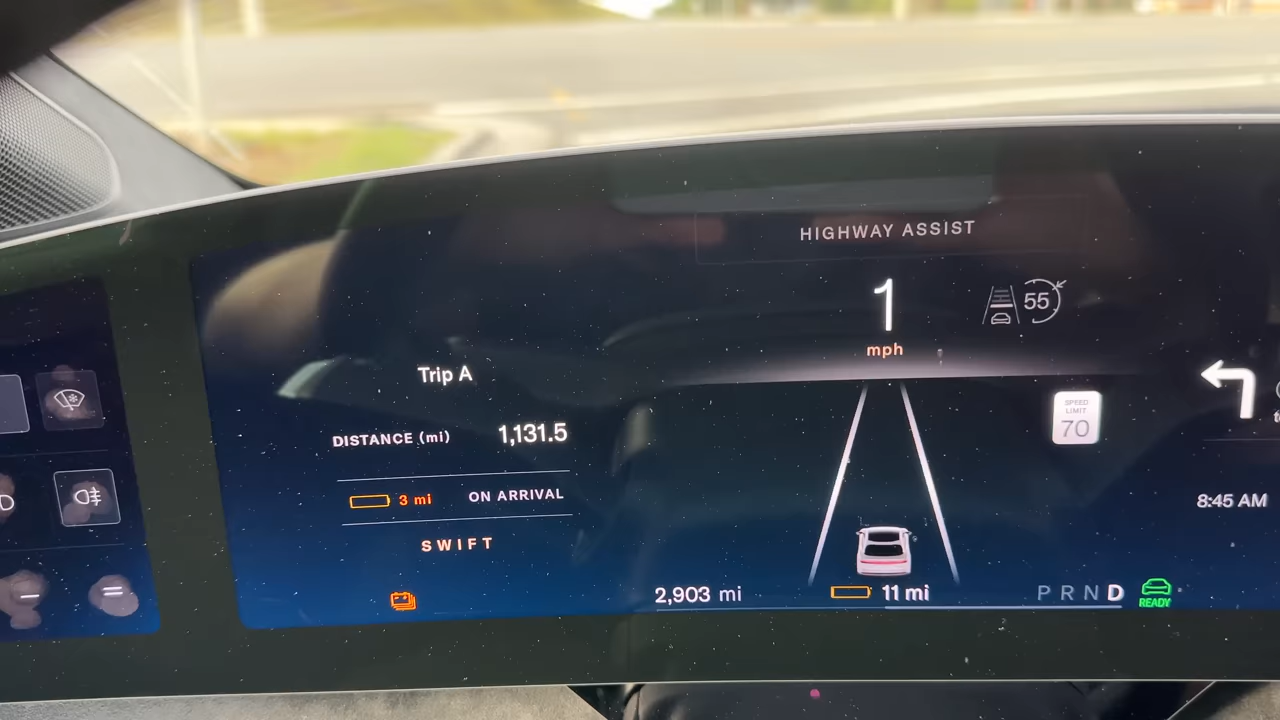 HIGHWAY ASSIST
1
mph
55
Trip A
DISTANCE (mi) 1,131.5
3 mi ON ARRIVAL
SWIFT
SPEED
LIMIT
70
8:45 AM
2,903 mi
11 mi
P R N D
READY